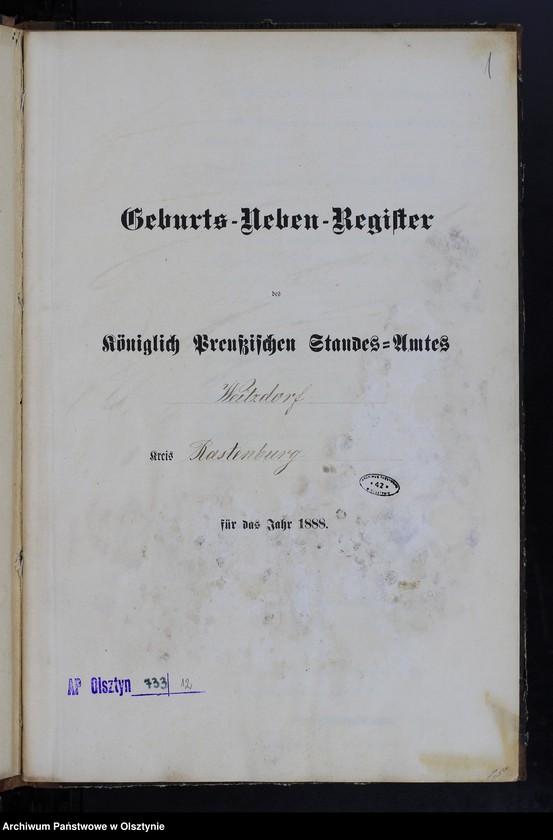 1
Geburts-Neben-Register
des
Königlich Preußischen Standes-Amtes
Weitzdorf
Kreis Rastenburg
42
für das Jahr 1888.
AP Olsztyn 733/12
Archiwum Państwowe w Olsztynie